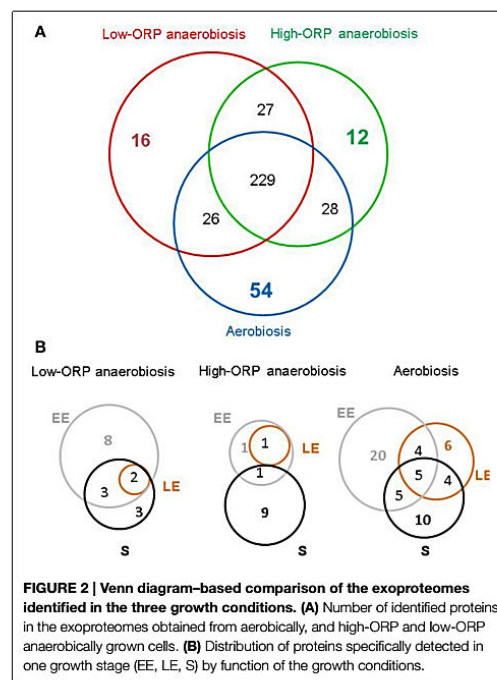 A
Low-ORP anaerobiosis High-ORP anaerobiosis
27
16 12
229
26 28
54
Aerobiosis
B
Low-ORP anaerobiosis High-ORP anaerobiosis Aerobiosis
EE EE EE
8 1 1 LE 20 4 6
2 LE 1 5 LE
3 5 4
3 9 10
S S S
FIGURE 2 | Venn diagram–based comparison of the exoproteomes
identified in the three growth conditions. (A) Number of identified proteins
in the exoproteomes obtained from aerobically, and high-ORP and low-ORP
anaerobically grown cells. (B) Distribution of proteins specifically detected in
one growth stage (EE, LE, S) by function of the growth conditions.